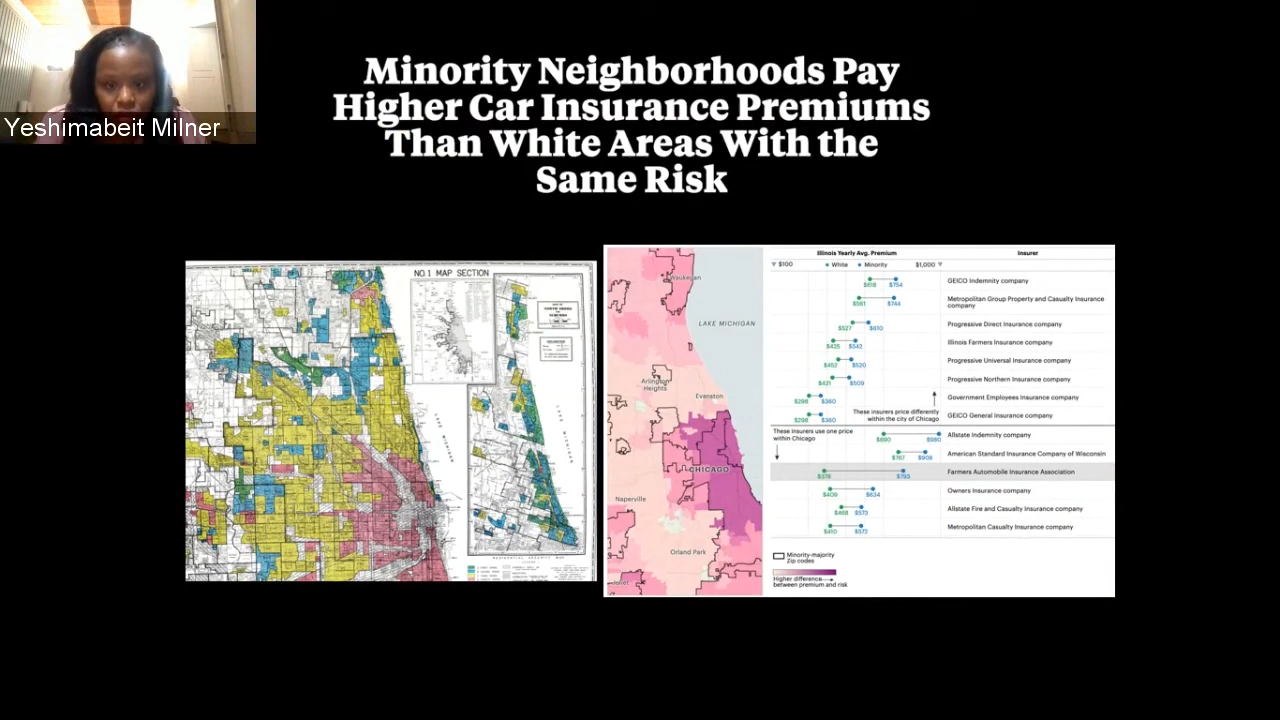 Yeshimabeit Milner
Minority Neighborhoods Pay
Higher Car Insurance Premiums
Than White Areas With the
Same Risk
NO.1 MAP SECTION
LAKE MICHIGAN
Waukegan
Arlington
Heights
Evanston
CHICAGO
Naperville
Orland Park
Joliet
Illinois Yearly Avg. Premium
Insurer
$100
White
Minority
$1,000
$754
GEICO Indemnity company
$561
$744
Metropolitan Group Property and Casualty Insurance
company
$527
$610
Progressive Direct Insurance company
$425
$542
Illinois Farmers Insurance company
$452
$520
Progressive Universal Insurance company
$421
$509
Progressive Northern Insurance company
$298
$360
Government Employees Insurance company
These insurers price differently
within the city of Chicago
$298
$360
GEICO General Insurance company
These insurers use one price
within Chicago
$690
$980
Allstate Indemnity company
$767
$908
American Standard Insurance Company of Wisconsin
Farmers Automobile Insurance Association
$409
$634
Owners Insurance company
$468
$573
Allstate Fire and Casualty Insurance company
$410
$572
Metropolitan Casualty Insurance company
Minority-majority
Zip codes
Higher difference
between premium and risk